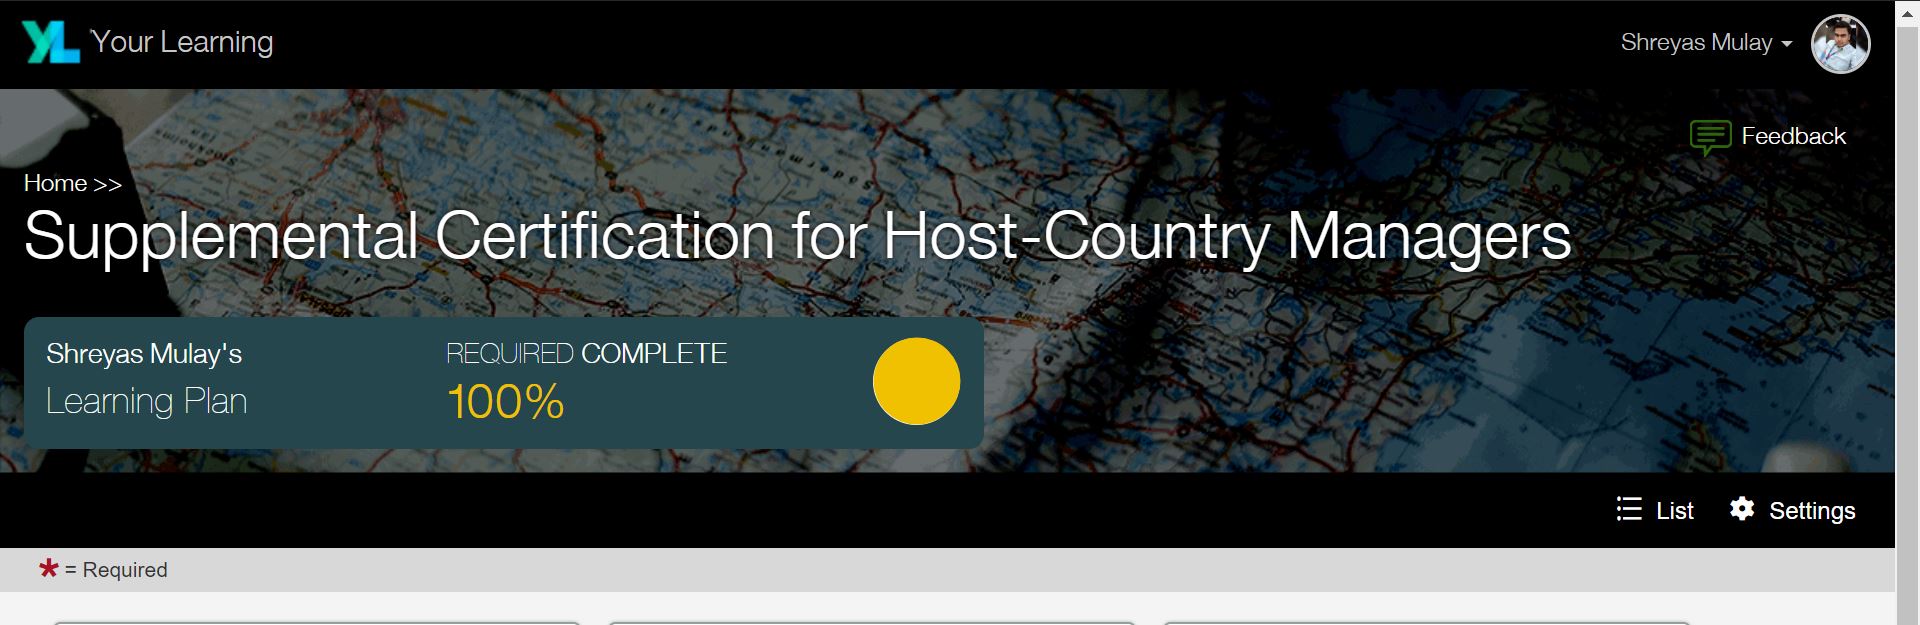 YL Your Learning
Shreyas Mulay
Feedback
Home >>
Supplemental Certification for Host-Country Managers
Shreyas Mulay's
Learning Plan
REQUIRED COMPLETE
100%
List
Settings
* = Required